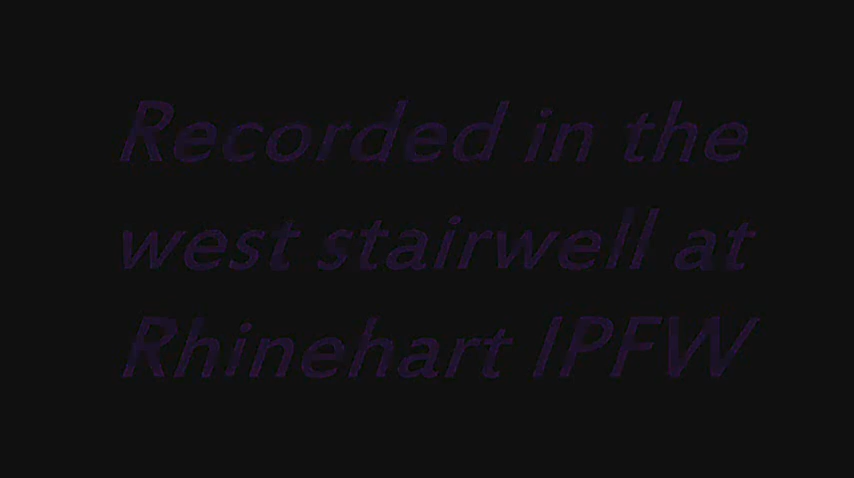 Recorded in the
west stairwell at
Rhinehart IPFW